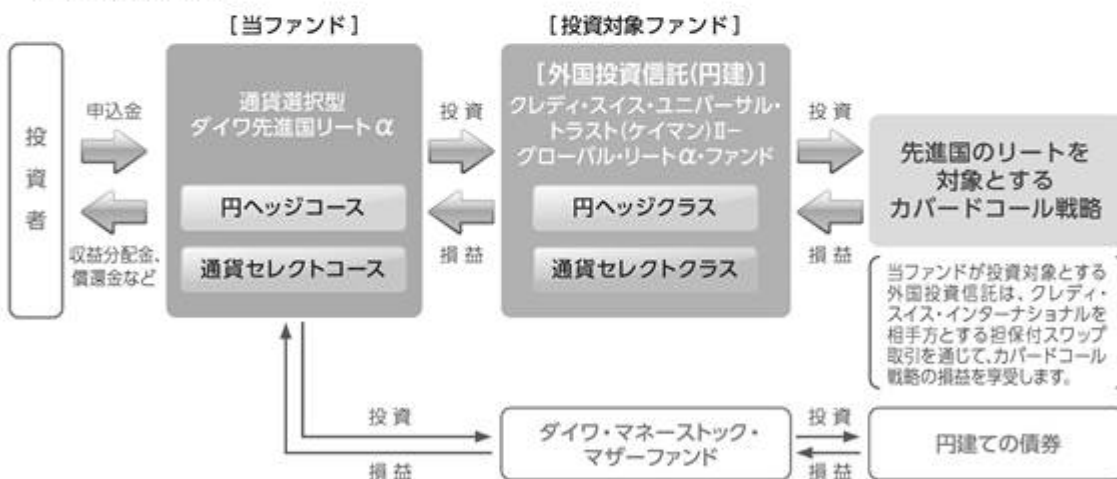 [当ファンド]
[投資対象ファンド]
投資者
申込金
収益分配金、
償還金など
通貨選択型
ダイワ先進国リートα
円ヘッジコース
通貨セレクトコース
投資
損益
[外国投資信託(円建)]
クレディ・スイス・ユニバーサル・
トラスト(ケイマン)Ⅱ−
グローバル・リートα・ファンド
円ヘッジクラス
通貨セレクトクラス
投資
損益
先進国のリートを
対象とする
カバードコール戦略
当ファンドが投資対象とする
外国投資信託は、クレディ・
スイス・インターナショナルを
相手方とする担保付スワップ
取引を通じて、カバードコール
戦略の損益を享受します。
投資
損益
ダイワ・マネーストック・
マザーファンド
投資
損益
円建ての債券